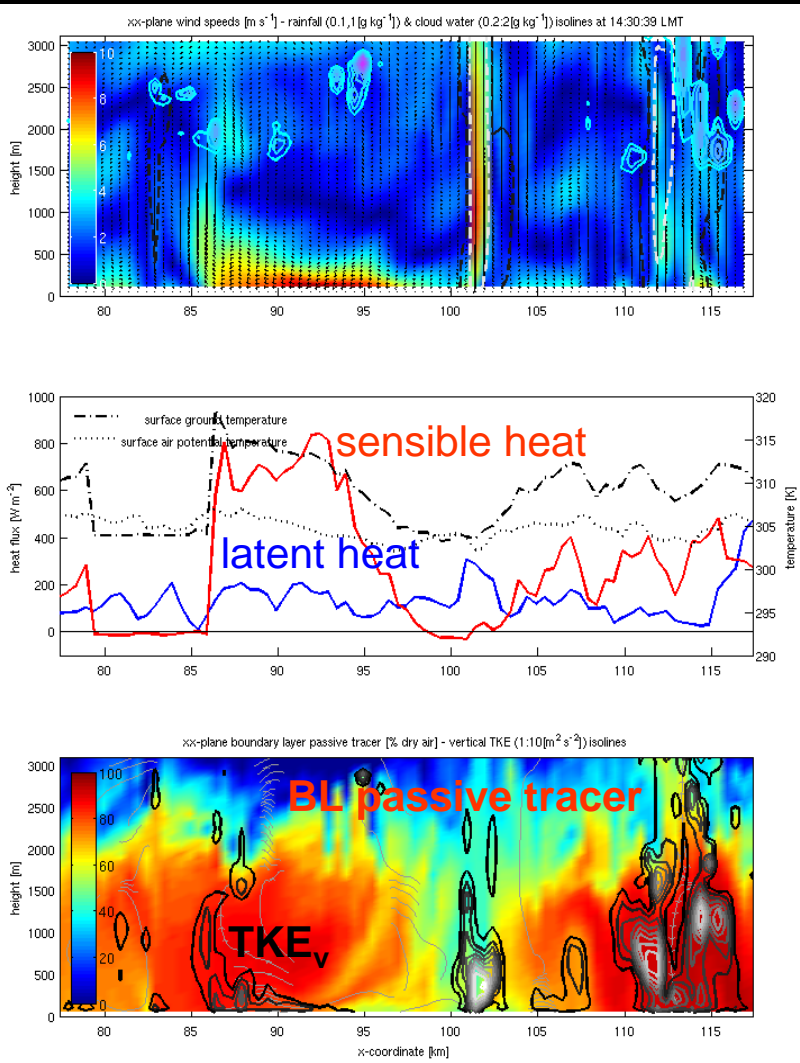 xx-plane wind speeds [m s-1] - rainfall (0.1,1[g kg-1]) & cloud water (0.2:2[g kg-1]) isolines at 14:30:39 LMT
3000
2500
2000
1500
1000
500
0
height [m]
10
8
6
4
2
0
80 85 90 95 100 105 110 115
1000
800
600
400
200
0
heat flux [W m-2]
surface ground temperature
surface air potential temperature
sensible heat
latent heat
320
315
310
305
300
295
290
temperature [K]
80 85 90 95 100 105 110 115
xx-plane boundary layer passive tracer [% dry air] - vertical TKE (1:10[m2 s-2]) isolines
3000
2500
2000
1500
1000
500
0
height [m]
100
80
60
40
20
0
BL passive tracer
TKEv
80 85 90 95 100 105 110 115
x-coordinate [km]